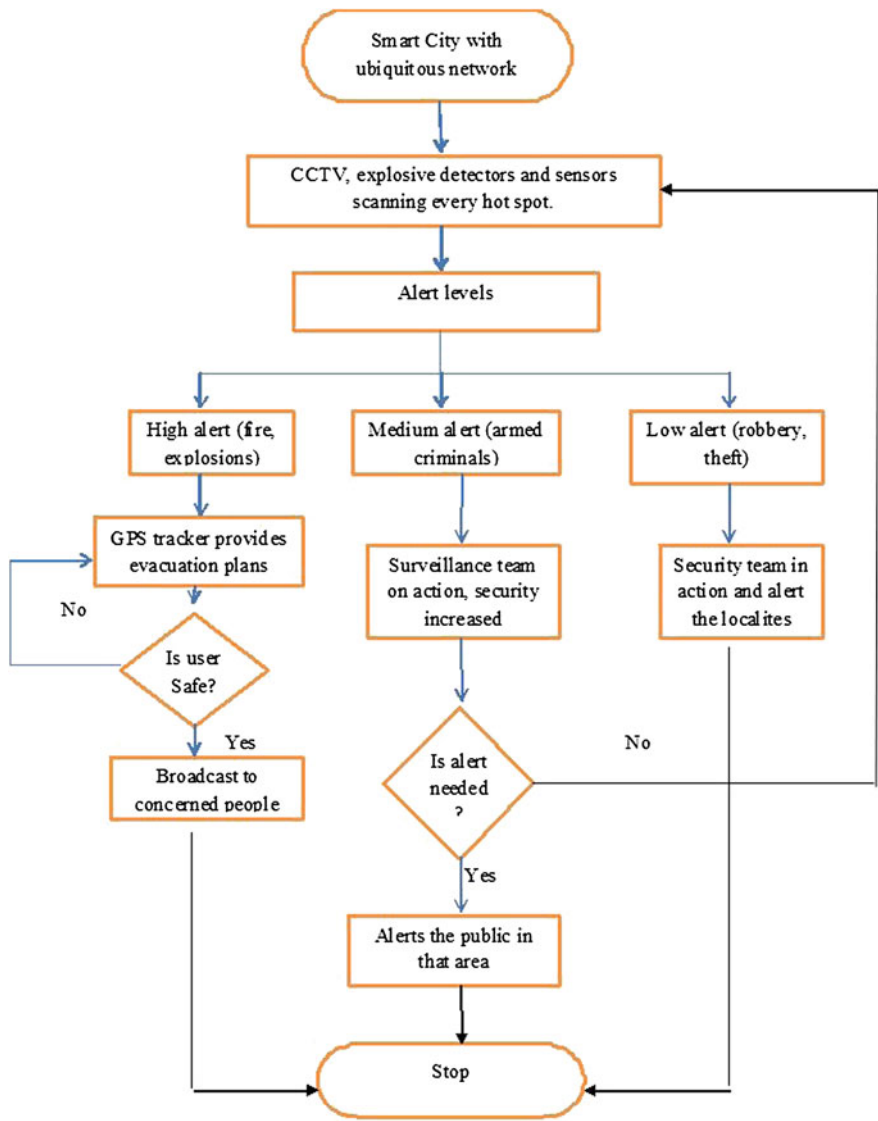 Smart City with
ubiquitous network
CCTV, explosive detectors and sensors
scanning every hot spot.
Alert levels
High alert (fire,
explosions)
Medium alert (armed
criminals)
Low alert (robbery,
theft)
GPS tracker provides
evacuation plans
Surveillance team
on action, security
increased
Security team in
action and alert
the localites
No
Is user
Safe?
Yes
Broadcast to
concerned people
Is alert
needed
?
No
Yes
Alerts the public in
that area
Stop